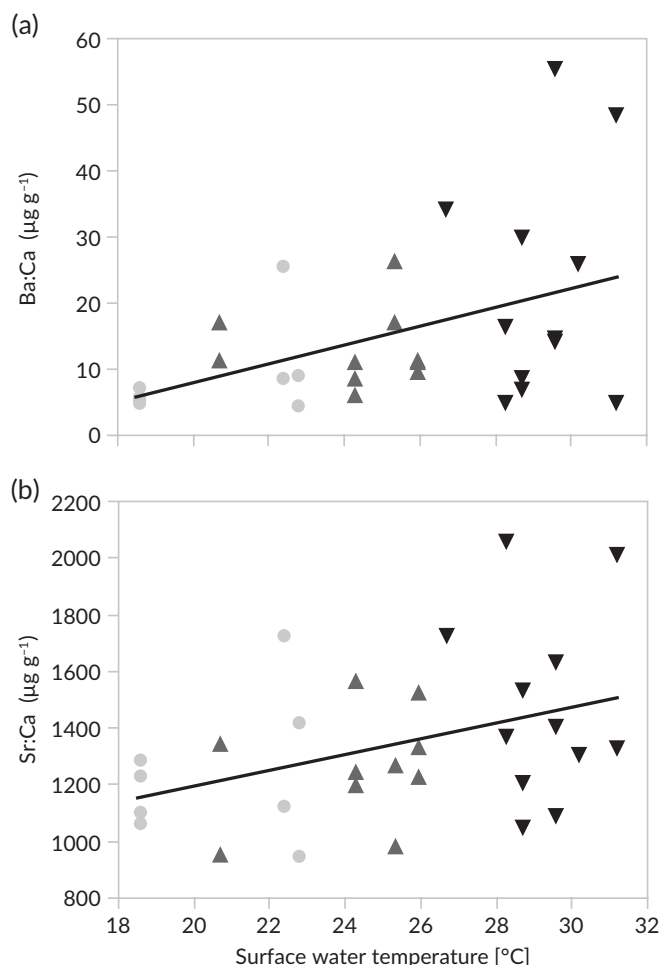 (a)
60
50
40
30
20
10
0
Ba:Ca (µg g⁻¹)
(b)
2200
2000
1800
1600
1400
1200
1000
800
Sr:Ca (µg g⁻¹)
18 20 22 24 26 28 30 32
Surface water temperature [°C]